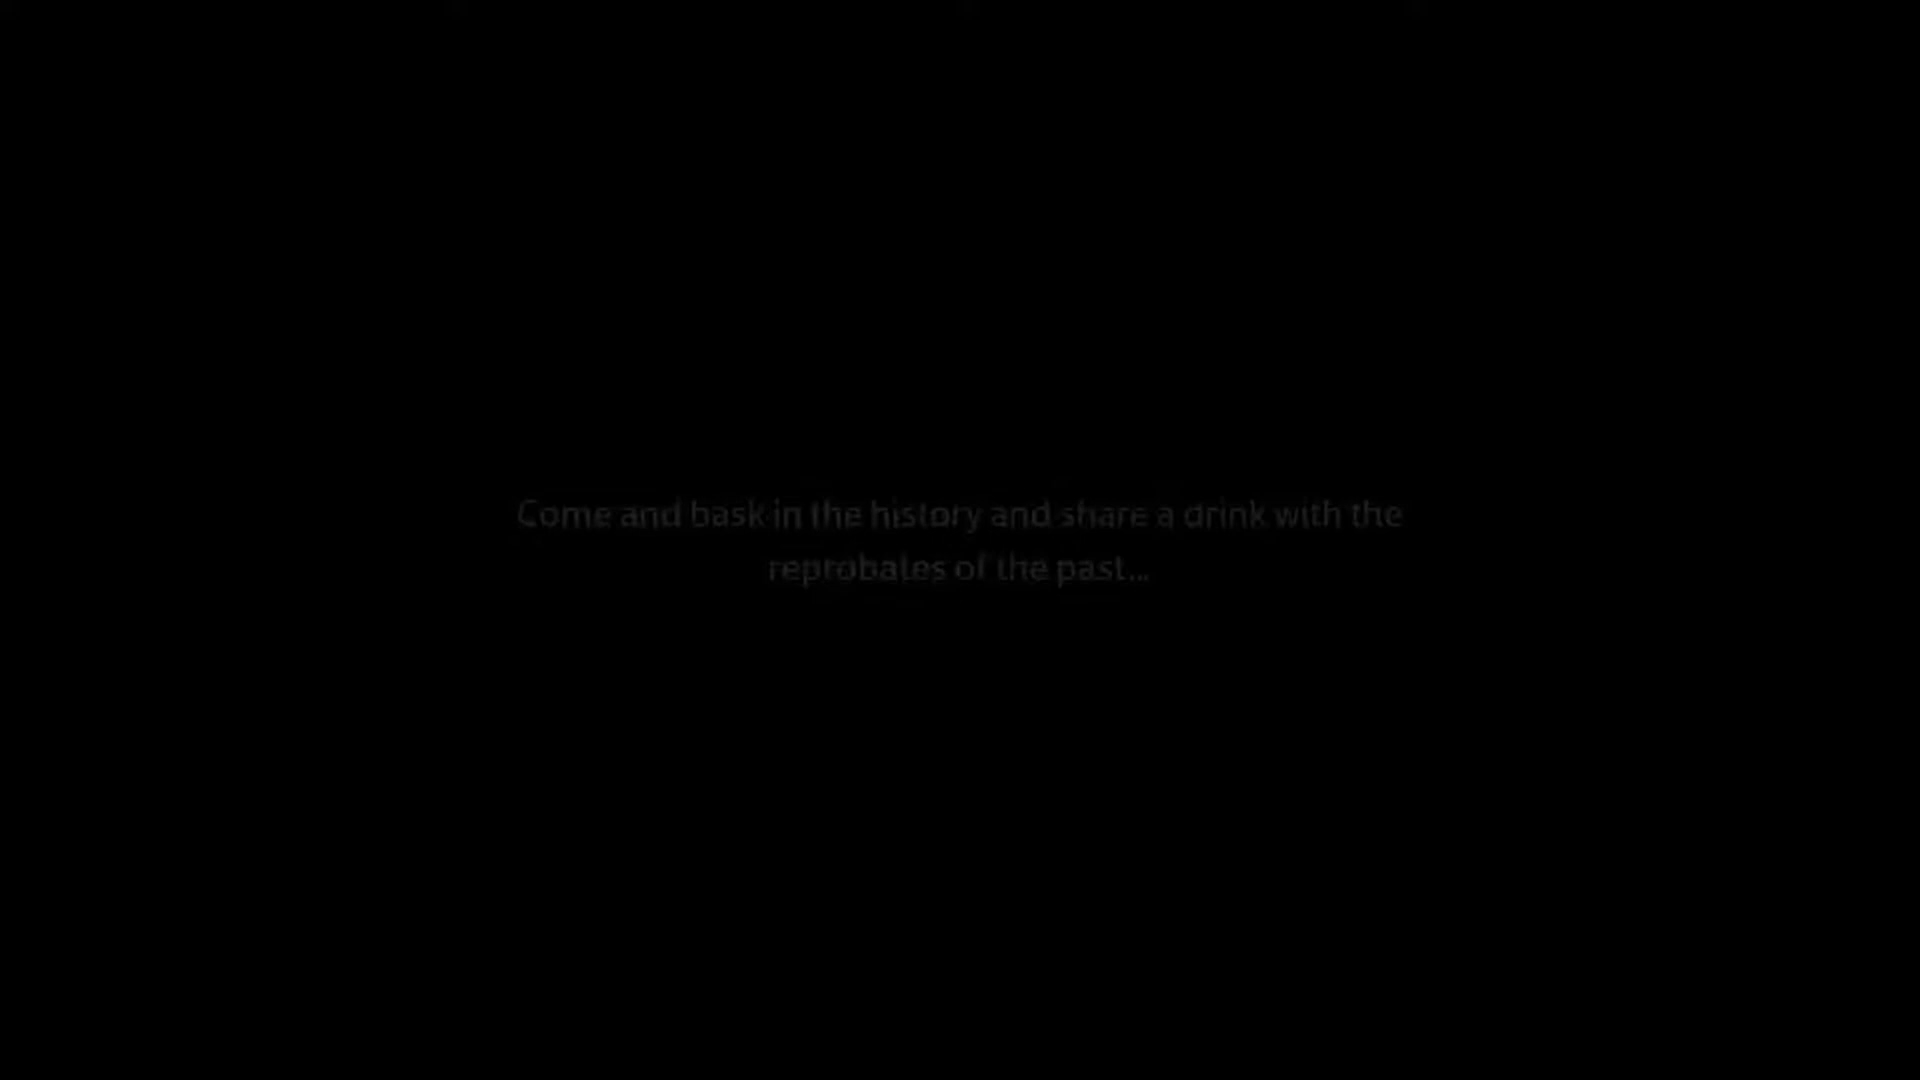 Come and bask in the history and share a drink with the
reprobates of the past...